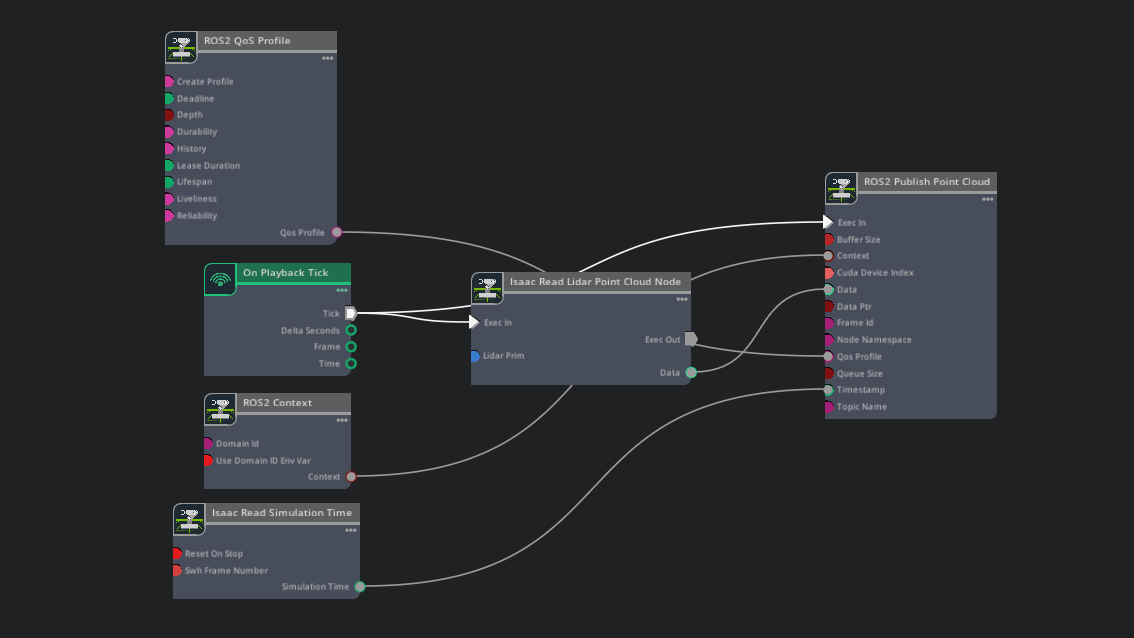 ROS2 QoS Profile
Create Profile
Deadline
Depth
Durability
History
Lease Duration
Lifespan
Liveliness
Reliability
Qos Profile
On Playback Tick
Tick
Delta Seconds
Frame
Time
ROS2 Context
Domain Id
Use Domain ID Env Var
Context
Isaac Read Simulation Time
Reset On Stop
Swh Frame Number
Simulation Time
Isaac Read Lidar Point Cloud Node
Exec In
Exec Out
Lidar Prim
Data
ROS2 Publish Point Cloud
Exec In
Buffer Size
Context
Cuda Device Index
Data
Data Ptr
Frame Id
Node Namespace
Qos Profile
Queue Size
Timestamp
Topic Name